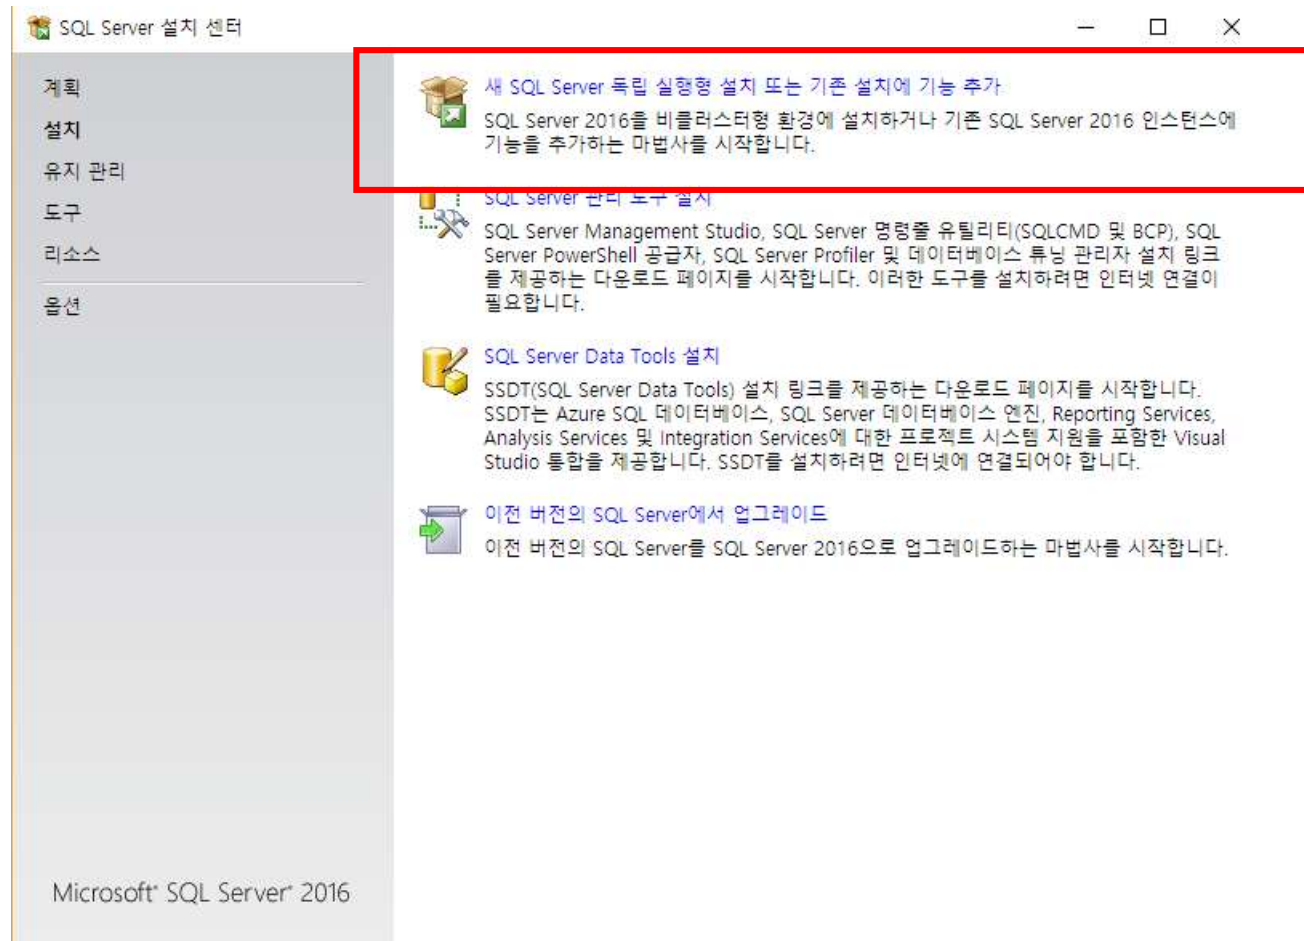 SQL Server 설치 센터
계획
설치
유지 관리
도구
리소스
옵션
새 SQL Server 독립 실행형 설치 또는 기존 설치에 기능 추가
SQL Server 2016을 비클러스터형 환경에 설치하거나 기존 SQL Server 2016 인스턴스에
기능을 추가하는 마법사를 시작합니다.
SQL Server 관리 도구 설치
SQL Server Management Studio, SQL Server 명령줄 유틸리티(SQLCMD 및 BCP), SQL
Server PowerShell 공급자, SQL Server Profiler 및 데이터베이스 튜닝 관리자 설치 링크
를 제공하는 다운로드 페이지를 시작합니다. 이러한 도구를 설치하려면 인터넷 연결이
필요합니다.
SQL Server Data Tools 설치
SSDT(SQL Server Data Tools) 설치 링크를 제공하는 다운로드 페이지를 시작합니다.
SSDT는 Azure SQL 데이터베이스, SQL Server 데이터베이스 엔진, Reporting Services,
Analysis Services 및 Integration Services에 대한 프로젝트 시스템 지원을 포함한 Visual
Studio 통합을 제공합니다. SSDT를 설치하려면 인터넷에 연결되어야 합니다.
이전 버전의 SQL Server에서 업그레이드
이전 버전의 SQL Server를 SQL Server 2016으로 업그레이드하는 마법사를 시작합니다.
Microsoft® SQL Server® 2016